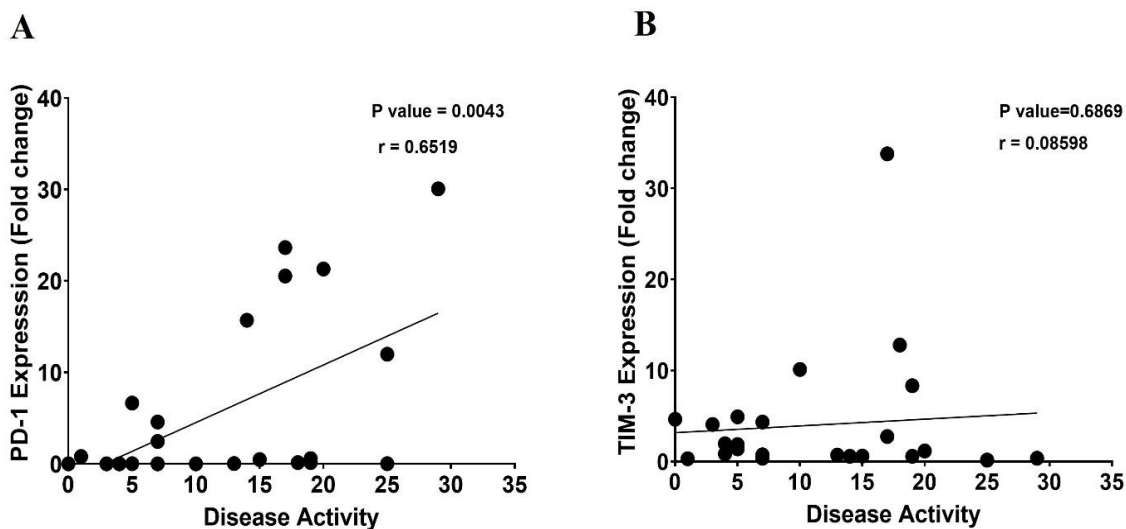 A
PD-1 Expresssion (Fold change)
40
30
20
10
0
P value = 0.0043
r = 0.6519
0 5 10 15 20 25 30 35
Disease Activity
B
TIM-3 Expression (Fold change)
40
30
20
10
0
P value=0.6869
r = 0.08598
0 5 10 15 20 25 30 35
Disease Activity